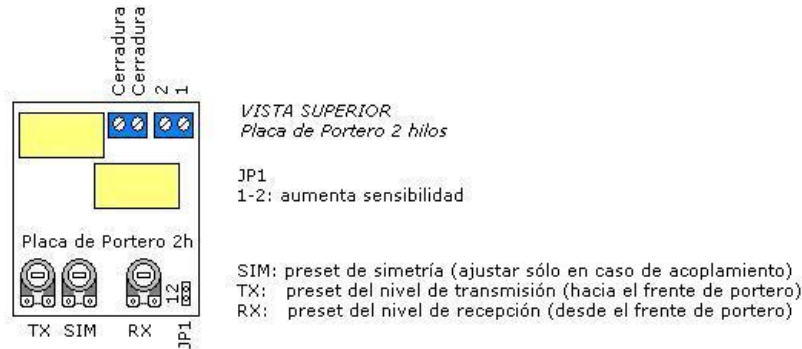 Cerradura
Cerradura
2
1
VISTA SUPERIOR
Placa de Portero 2 hilos
JP1
1-2: aumenta sensibilidad
Placa de Portero 2h
SIM: preset de simetría (ajustar sólo en caso de acoplamiento)
TX: preset del nivel de transmisión (hacia el frente de portero)
RX: preset del nivel de recepción (desde el frente de portero)
12
TX SIM RX JP1